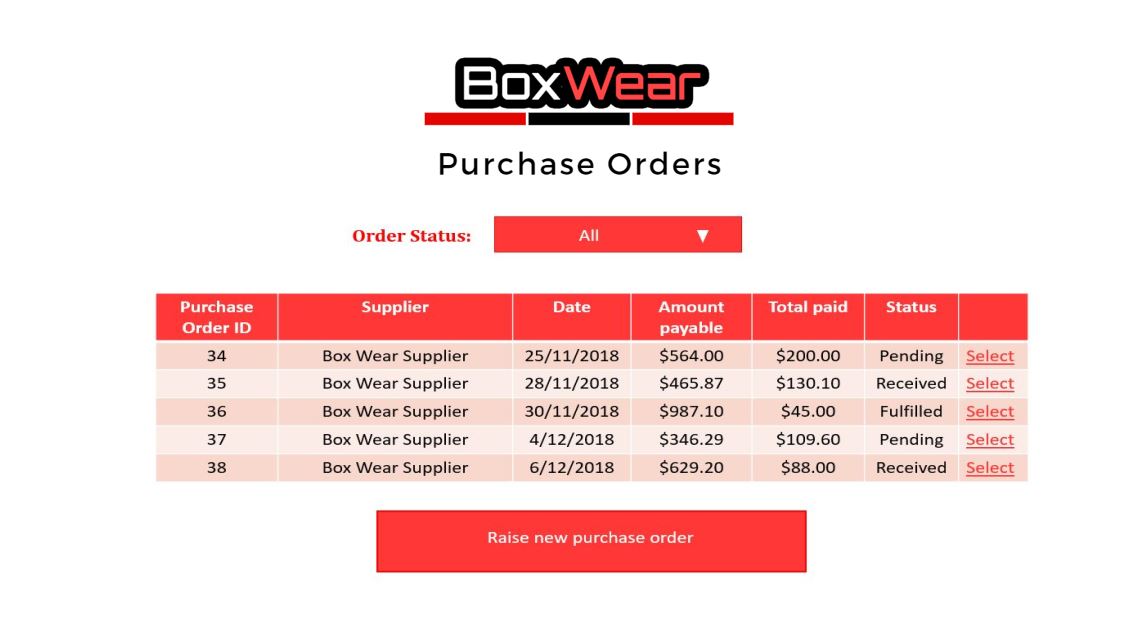 BoxWear
Purchase Orders
Order Status: All ▼
Purchase Order ID Supplier Date Amount payable Total paid Status
34 Box Wear Supplier 25/11/2018 $564.00 $200.00 Pending Select
35 Box Wear Supplier 28/11/2018 $465.87 $130.10 Received Select
36 Box Wear Supplier 30/11/2018 $987.10 $45.00 Fulfilled Select
37 Box Wear Supplier 4/12/2018 $346.29 $109.60 Pending Select
38 Box Wear Supplier 6/12/2018 $629.20 $88.00 Received Select
Raise new purchase order